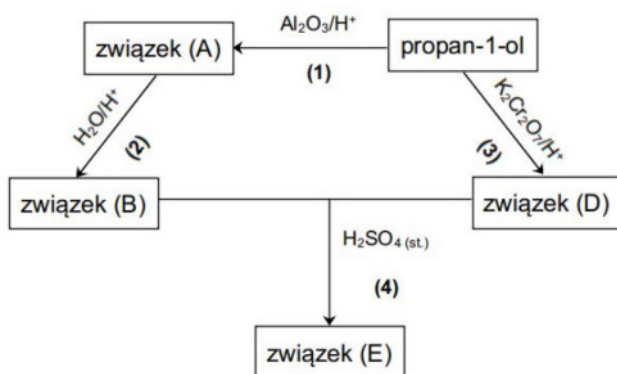 Al₂O₃/H⁺
związek (A)
propan-1-ol
(1)
H₂O/H⁺
(2)
K₂Cr₂O₇/H⁺
(3)
związek (B)
związek (D)
H₂SO₄ (st.)
(4)
związek (E)